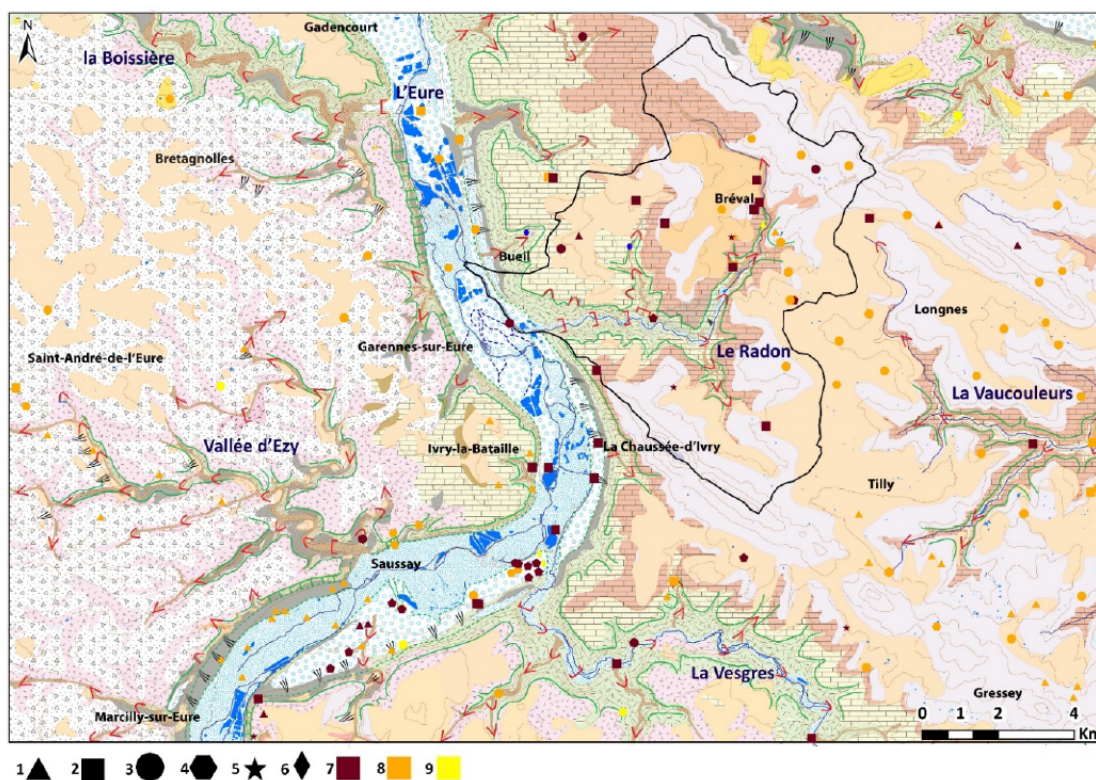 N
Gadencourt
la Boissière
L'Eure
Bretagnolles
Bréval
Bueil
Longnes
Garennes-sur-Eure
Le Radon
Saint-André-de-l'Eure
La Vaucouleurs
Vallée d'Ezy
Ivry-la-Bataille
La Chaussée-d'Ivry
Tilly
Saussay
La Vesgres
Gressey
Marcilly-sur-Eure
0 1 2 4
Km
1 2 3 4 5 6 7 8 9